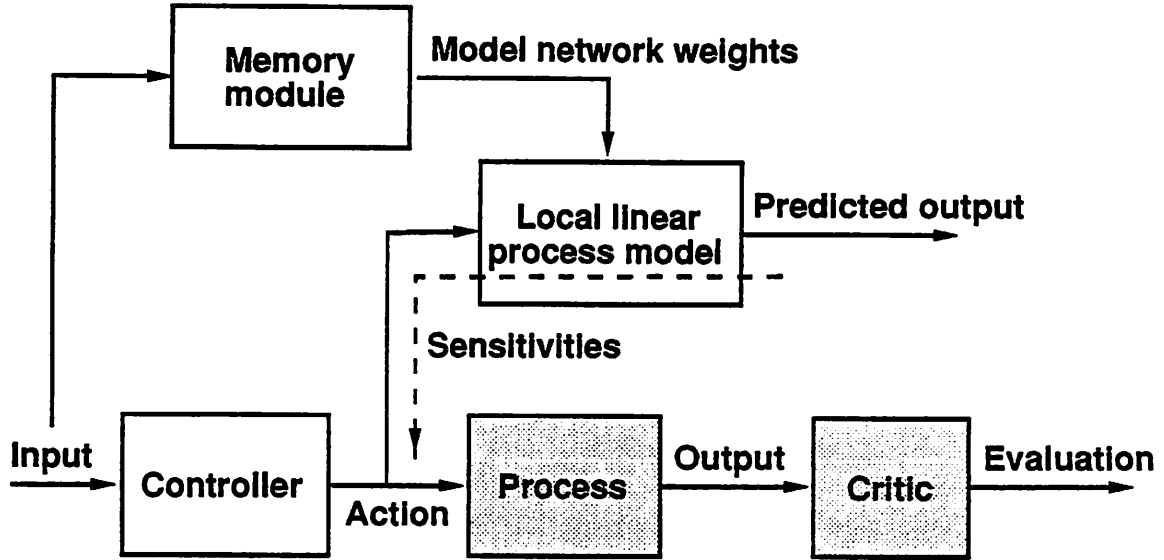 Memory
module
Model network weights
Local linear
process model
Predicted output
Sensitivities
Input
Controller
Action
Process
Output
Critic
Evaluation